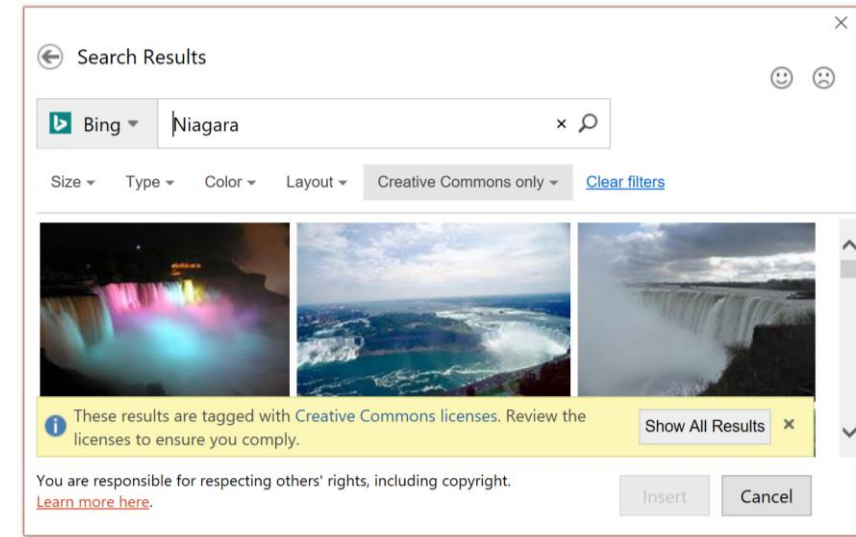 Search Results
Bing Niagara
Size Type Color Layout Creative Commons only Clear filters
These results are tagged with Creative Commons licenses. Review the
licenses to ensure you comply.
Show All Results
You are responsible for respecting others' rights, including copyright.
Learn more here.
Insert Cancel